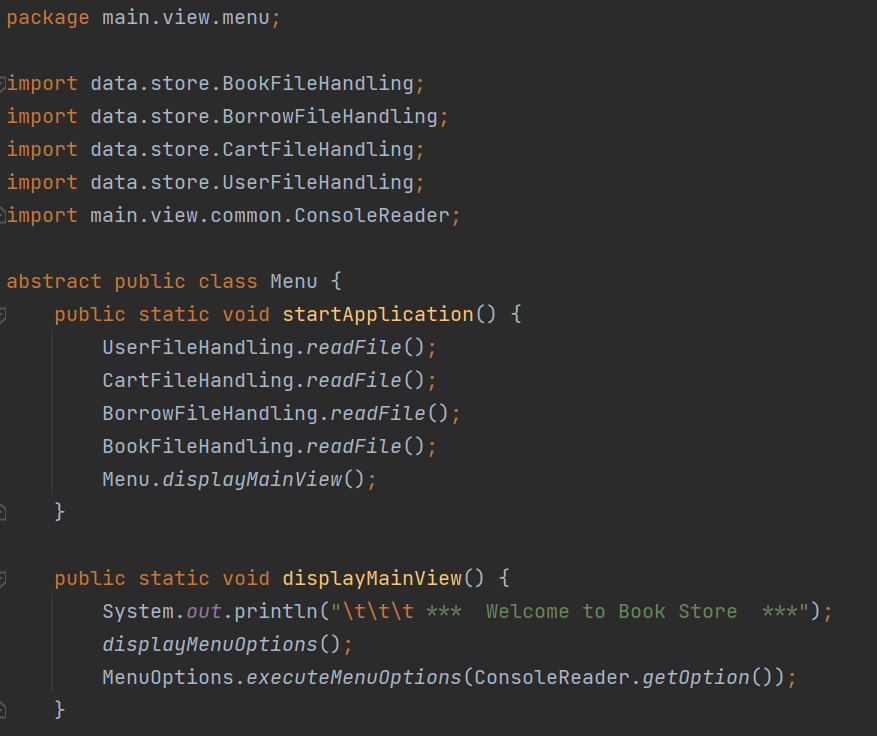 package main.view.menu;
import data.store.BookFileHandling;
import data.store.BorrowFileHandling;
import data.store.CartFileHandling;
import data.store.UserFileHandling;
import main.view.common.ConsoleReader;
abstract public class Menu {
    public static void startApplication() {
        UserFileHandling.readFile();
        CartFileHandling.readFile();
        BorrowFileHandling.readFile();
        BookFileHandling.readFile();
        Menu.displayMainView();
    }
    public static void displayMainView() {
        System.out.println("\t\t\t ***  Welcome to Book Store  ***");
        displayMenuOptions();
        MenuOptions.executeMenuOptions(ConsoleReader.getOption());
    }